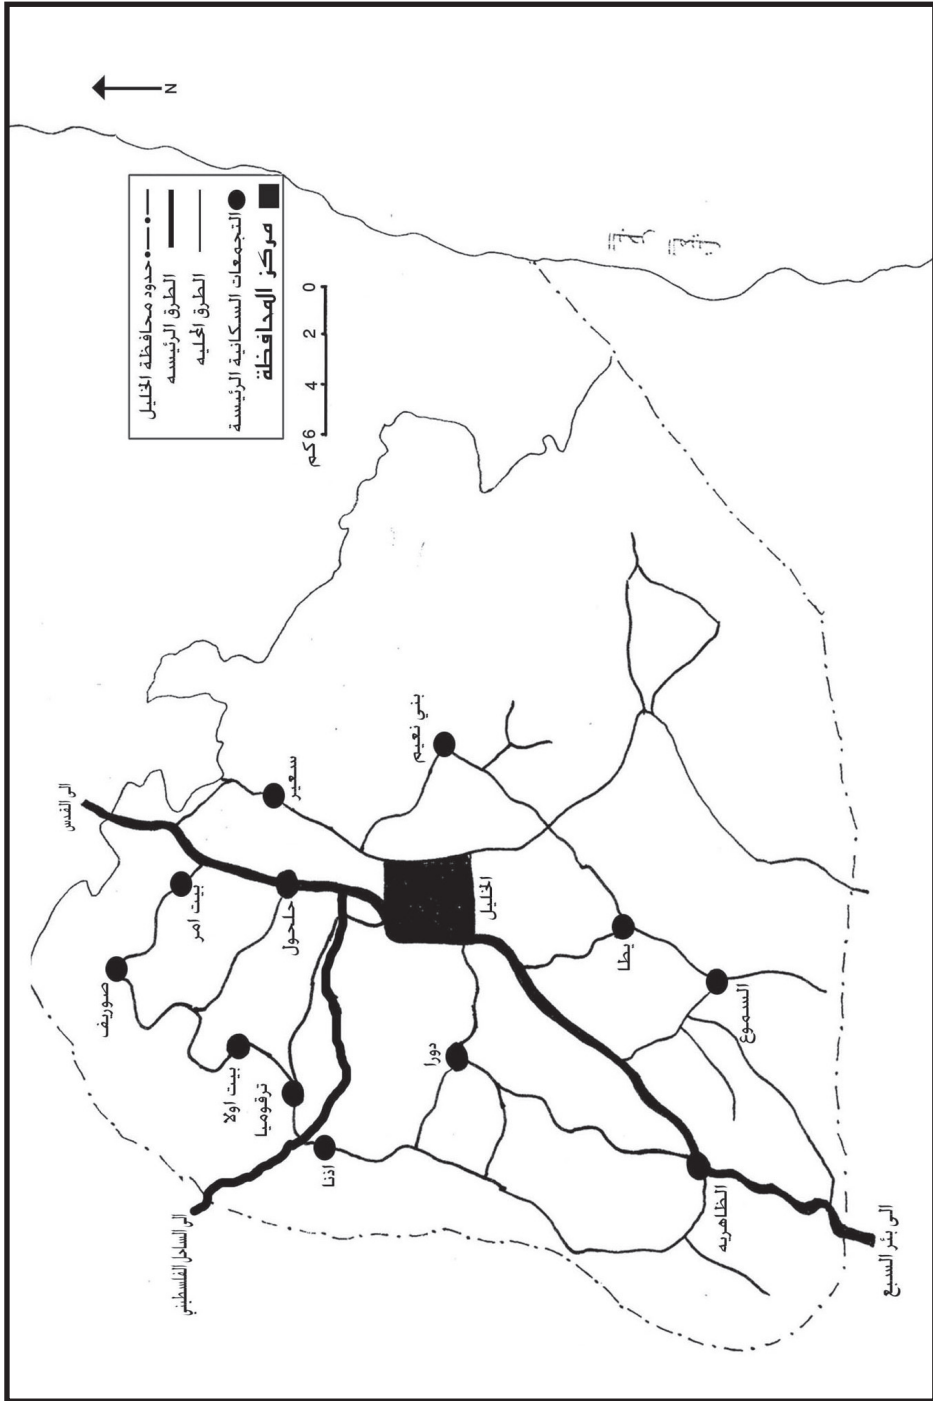 N
مركز المحافظة
التجمعات السكانية الرئيسة
الطرق المحليه
الطرق الرئيسه
حدود محافظة الخليل
0 2 4 6 كم
الى القدس
سعير
بني نعيم
بيت امر
حلحول
الخليل
صوريف
بيت اولا
ترقوميا
اذنا
دورا
يطا
السموع
الظاهريه
الى الساحل الفلسطيني
الى بئر السبع